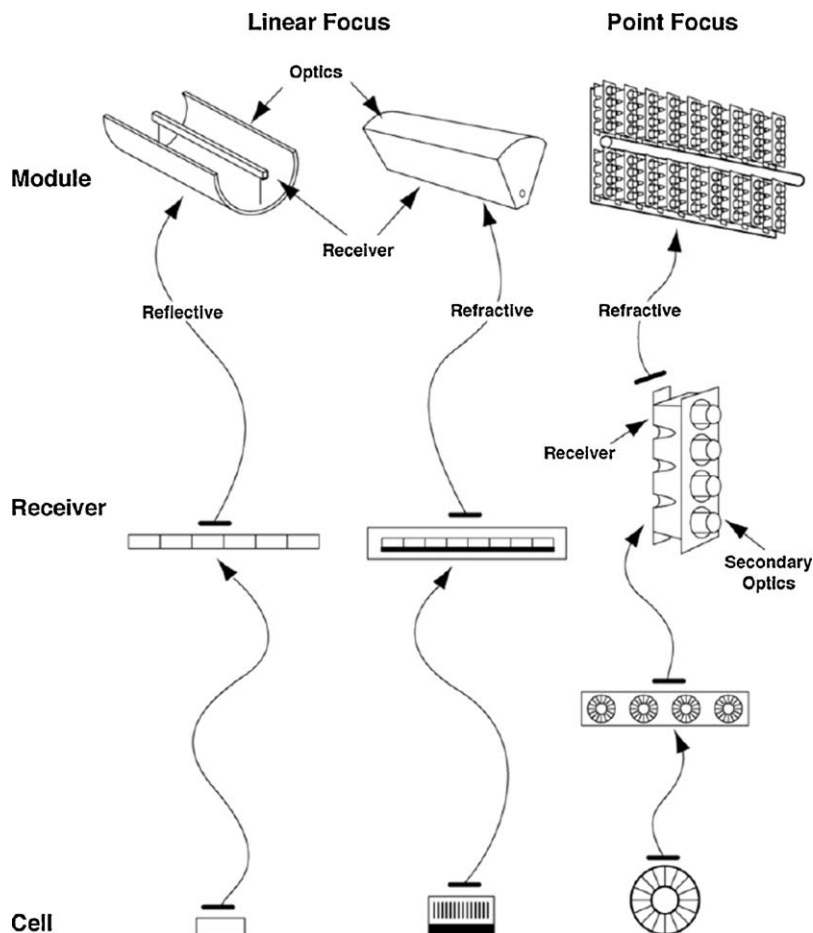 Linear Focus
Point Focus
Optics
Module
Receiver
Reflective
Refractive
Refractive
Receiver
Receiver
Secondary
Optics
Cell